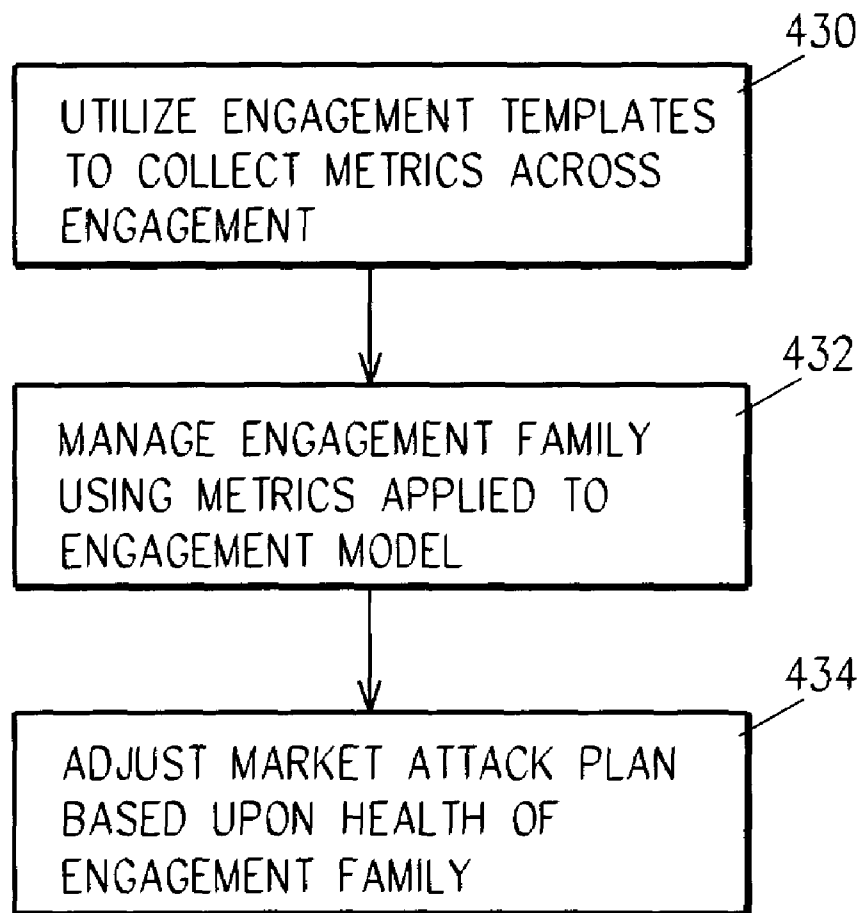 430
UTILIZE ENGAGEMENT TEMPLATES
TO COLLECT METRICS ACROSS
ENGAGEMENT
432
MANAGE ENGAGEMENT FAMILY
USING METRICS APPLIED TO
ENGAGEMENT MODEL
434
ADJUST MARKET ATTACK PLAN
BASED UPON HEALTH OF
ENGAGEMENT FAMILY